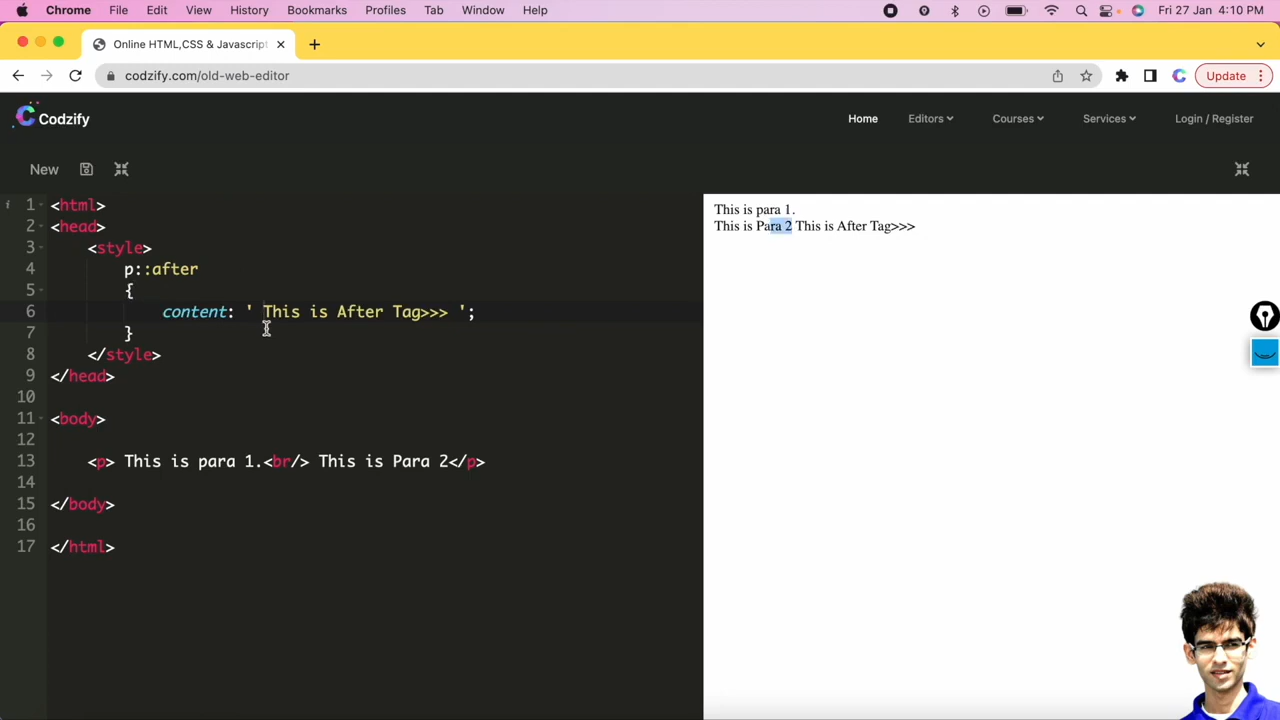 Chrome File Edit View History Bookmarks Profiles Tab Window Help Fri 27 Jan 4:10 PM
Online HTML,CSS & Javascript
codzify.com/old-web-editor Update
Codzify Home Editors Courses Services Login / Register
New
1 <html>
2 <head>
3 <style>
4 p::after
5 {
6 content: ' This is After Tag>>> ';
7 }
8 </style>
9 </head>
10
11 <body>
12
13 <p> This is para 1.<br/> This is Para 2</p>
14
15 </body>
16
17 </html>
This is para 1.
This is Para 2 This is After Tag>>>